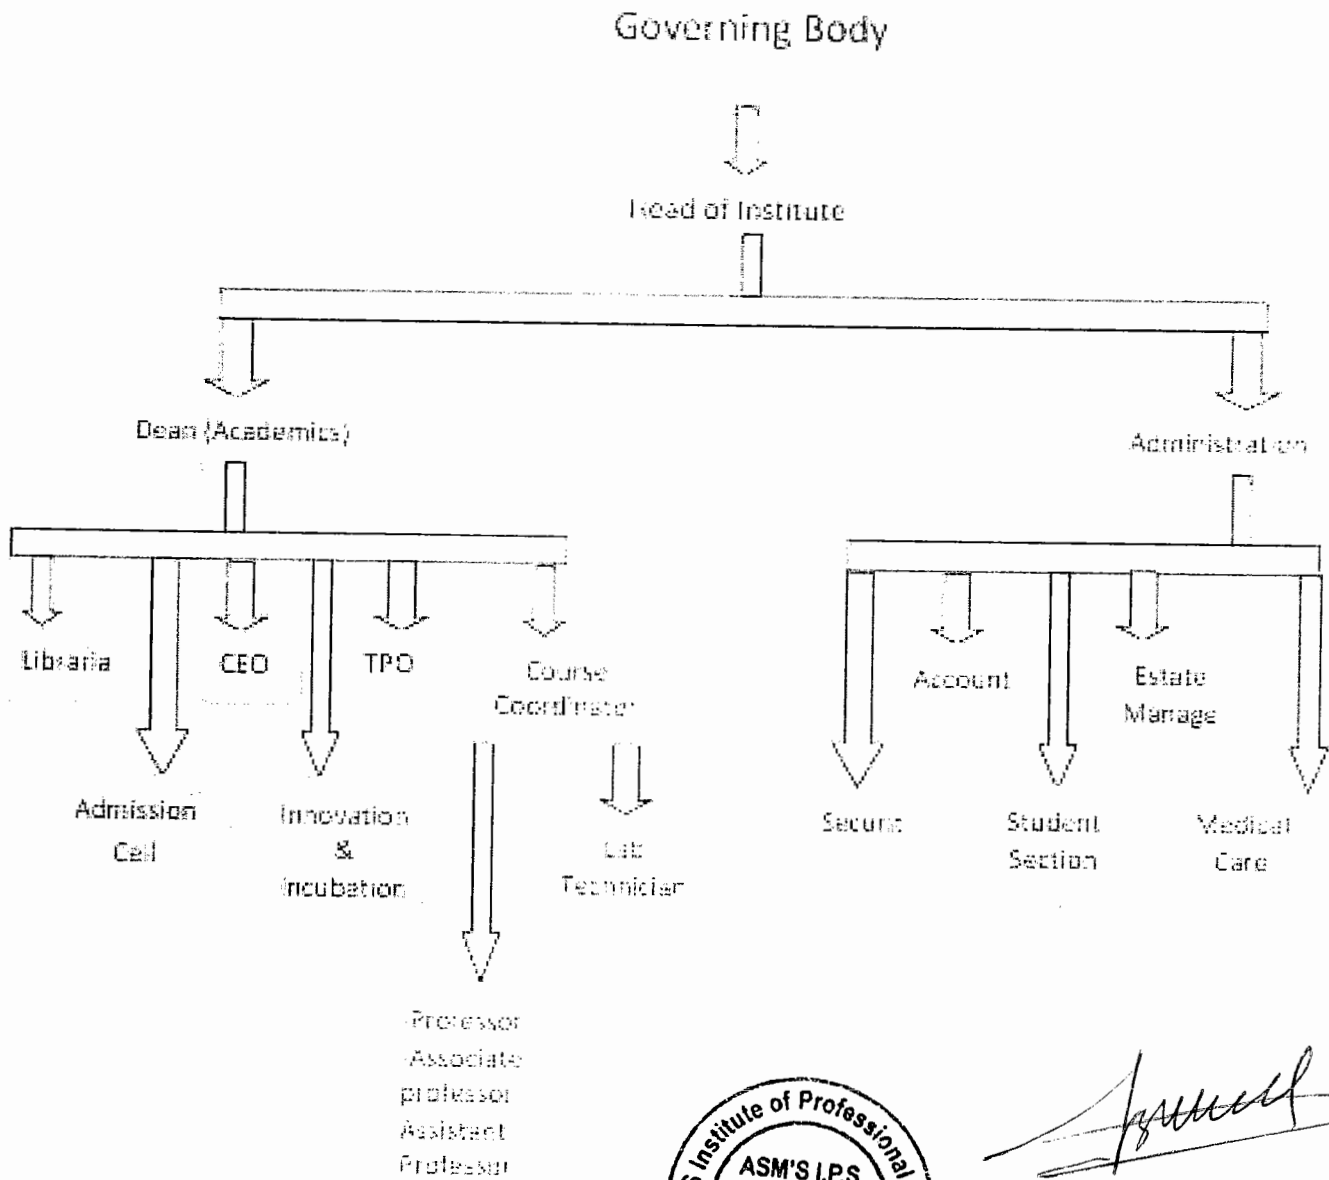 Governing Body
Head of Institute
Dean (Academics)
Administration
Libraria
CEO
TPO
Course
Coordinator
Account
Estate
Manage
Admission
Cell
Innovation
&
Incubation
Lab
Technician
Securit
Student
Section
Medical
Care
-Professor
-Associate
professor
Assistant
Professor
S Institute of Professional
ASM'S I.P.S